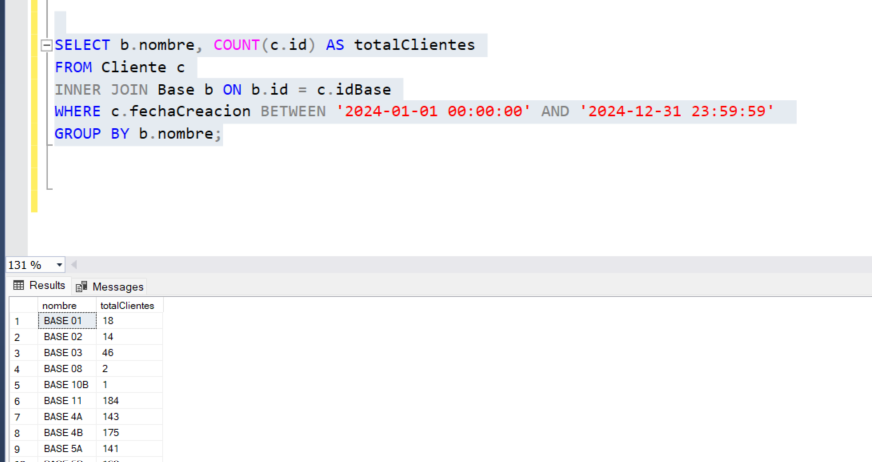 SELECT b.nombre, COUNT(c.id) AS totalClientes
FROM Cliente c
INNER JOIN Base b ON b.id = c.idBase
WHERE c.fechaCreacion BETWEEN '2024-01-01 00:00:00' AND '2024-12-31 23:59:59'
GROUP BY b.nombre;
131 %
Results Messages
nombre totalClientes
1 BASE 01 18
2 BASE 02 14
3 BASE 03 46
4 BASE 08 2
5 BASE 10B 1
6 BASE 11 184
7 BASE 4A 143
8 BASE 4B 175
9 BASE 5A 141